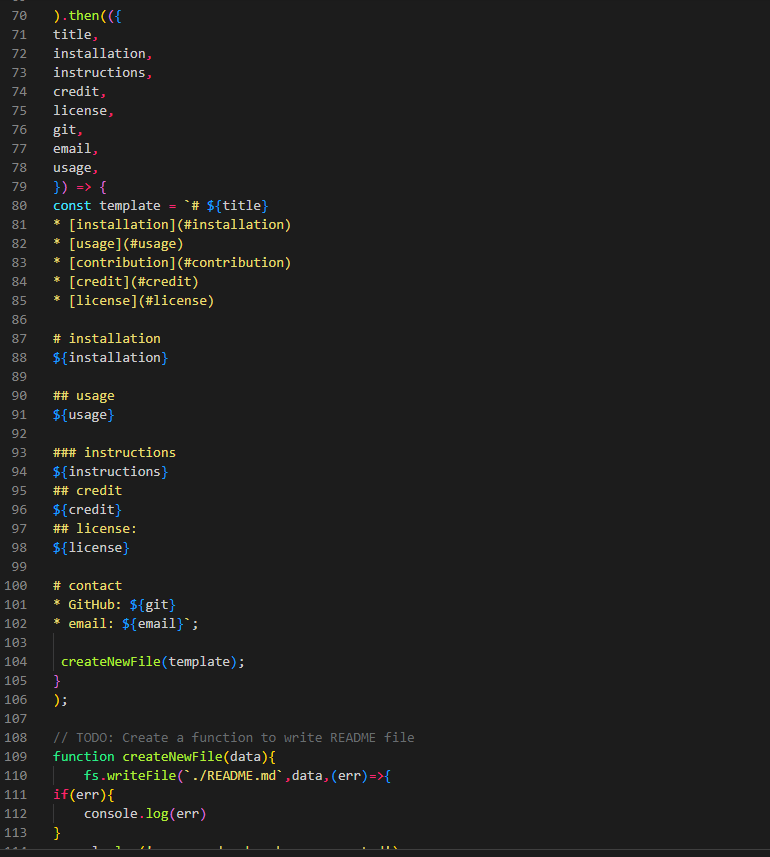 70 ).then(({
71 title,
72 installation,
73 instructions,
74 credit,
75 license,
76 git,
77 email,
78 usage,
79 }) => {
80 const template = `# ${title}
81 * [installation](#installation)
82 * [usage](#usage)
83 * [contribution](#contribution)
84 * [credit](#credit)
85 * [license](#license)
86
87 # installation
88 ${installation}
89
90 ## usage
91 ${usage}
92
93 ### instructions
94 ${instructions}
95 ## credit
96 ${credit}
97 ## license:
98 ${license}
99
100 # contact
101 * GitHub: ${git}
102 * email: ${email}`;
103
104 createNewFile(template);
105 }
106 );
107
108 // TODO: Create a function to write README file
109 function createNewFile(data){
110 fs.writeFile(`./README.md`,data,(err)=>{
111 if(err){
112 console.log(err)
113 }